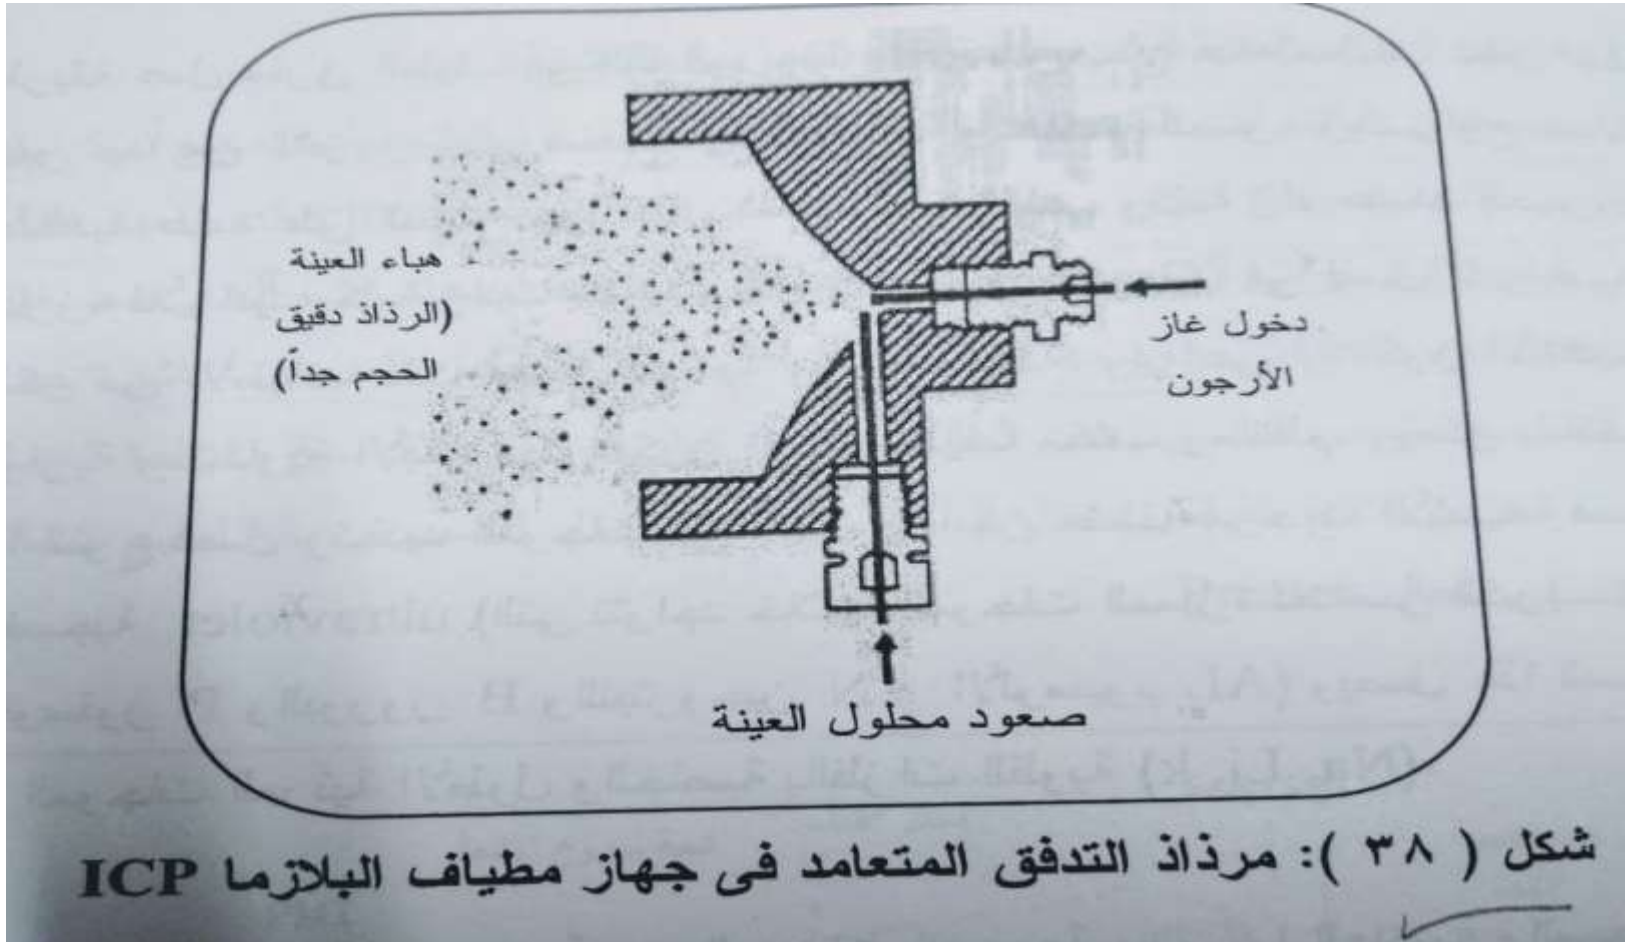 هباء العينة
(الرذاذ دقيق
الحجم جداً)
دخول غاز
الأرجون
صعود محلول العينة
شكل ( ٣٨ ): مرذاذ التدفق المتعامد فى جهاز مطياف البلازما ICP